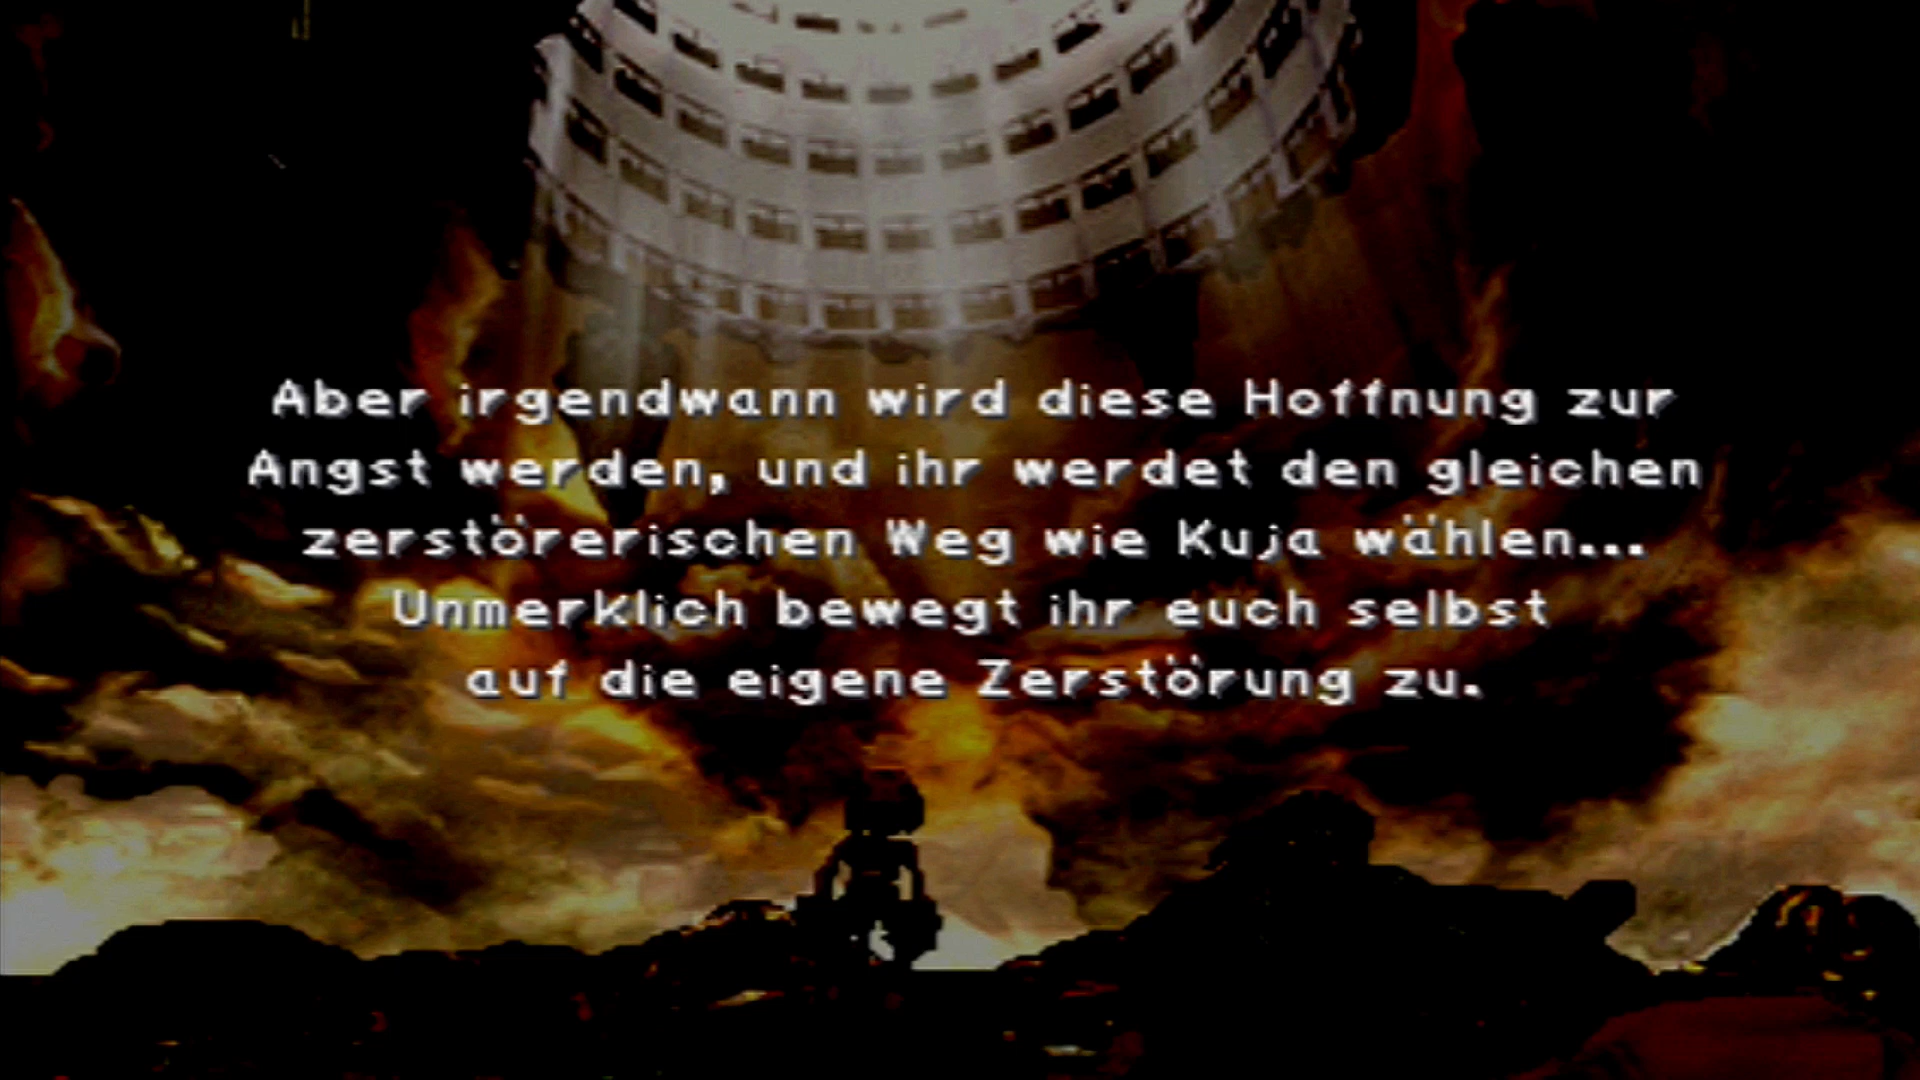 Aber irgendwann wird diese Hoffnung zur
Angst werden, und ihr werdet den gleichen
zerstörerischen Weg wie Kuja wählen...
Unmerklich bewegt ihr euch selbst
auf die eigene Zerstörung zu.